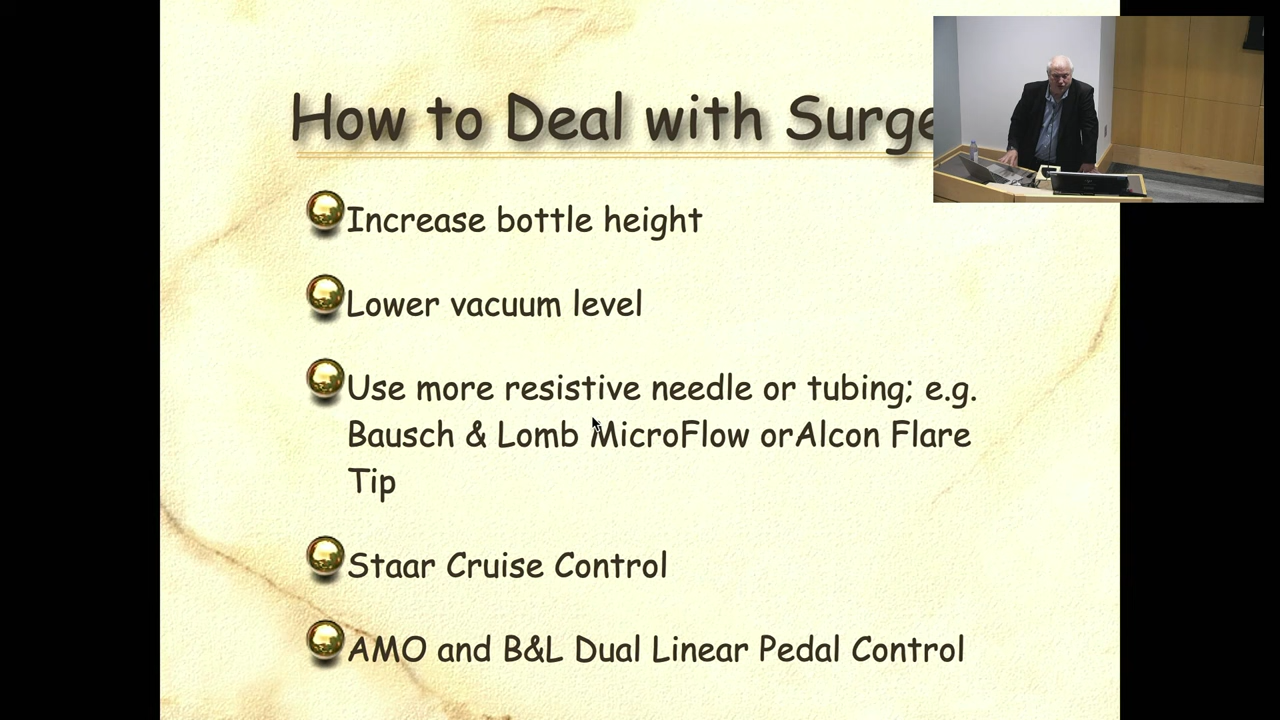 How to Deal with Surge
Increase bottle height
Lower vacuum level
Use more resistive needle or tubing; e.g.
Bausch & Lomb MicroFlow orAlcon Flare
Tip
Staar Cruise Control
AMO and B&L Dual Linear Pedal Control